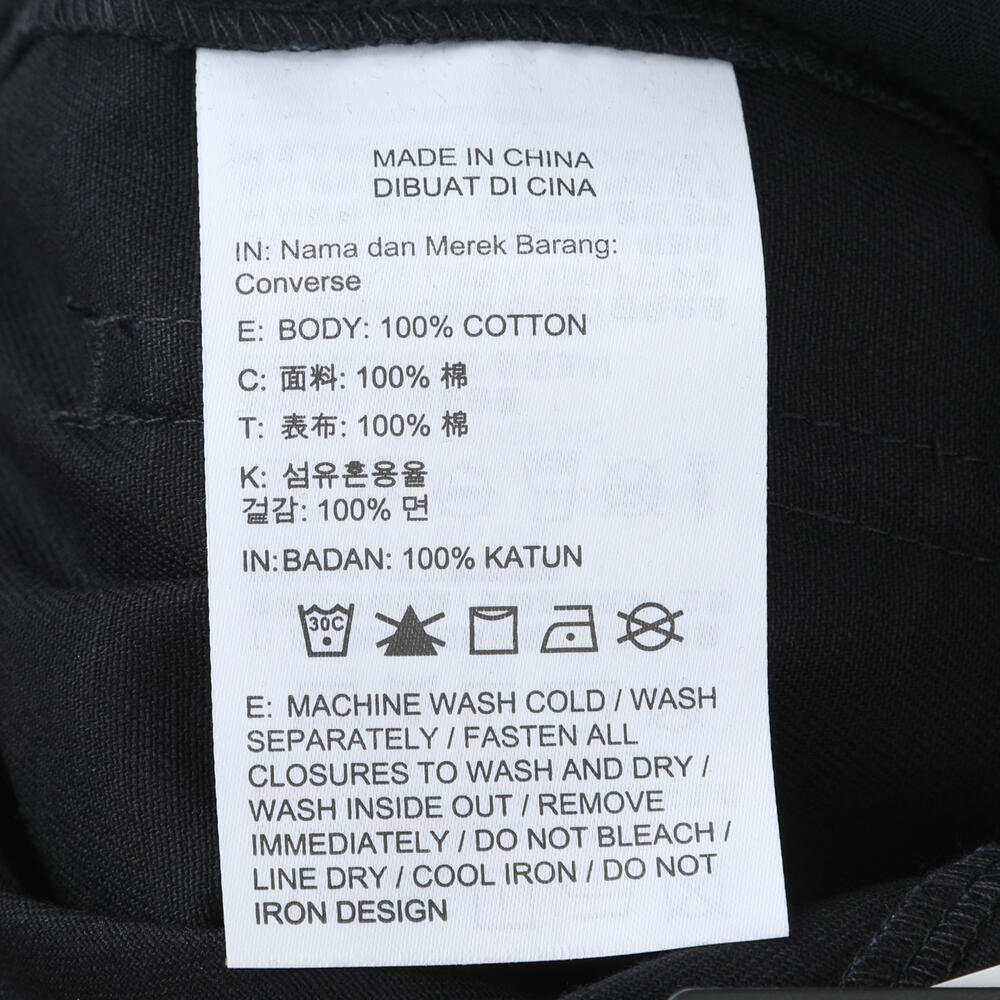 MADE IN CHINA
DIBUAT DI CINA
IN: Nama dan Merek Barang:
Converse
E: BODY: 100% COTTON
C: 面料: 100% 棉
T: 表布: 100% 棉
K: 섬유혼용율
겉감: 100% 면
IN:BADAN: 100% KATUN
30C
E: MACHINE WASH COLD / WASH
SEPARATELY / FASTEN ALL
CLOSURES TO WASH AND DRY /
WASH INSIDE OUT / REMOVE
IMMEDIATELY / DO NOT BLEACH /
LINE DRY / COOL IRON / DO NOT
IRON DESIGN